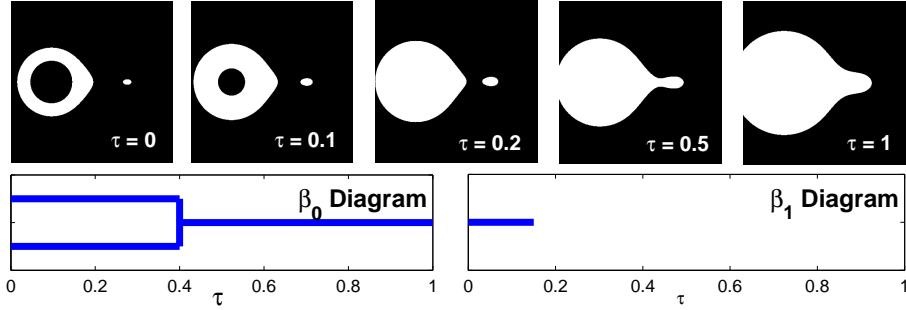 τ = 0
τ = 0.1
τ = 0.2
τ = 0.5
τ = 1
β₀ Diagram
0 0.2 0.4 0.6 0.8 1
τ
β₁ Diagram
0 0.2 0.4 0.6 0.8 1
τ